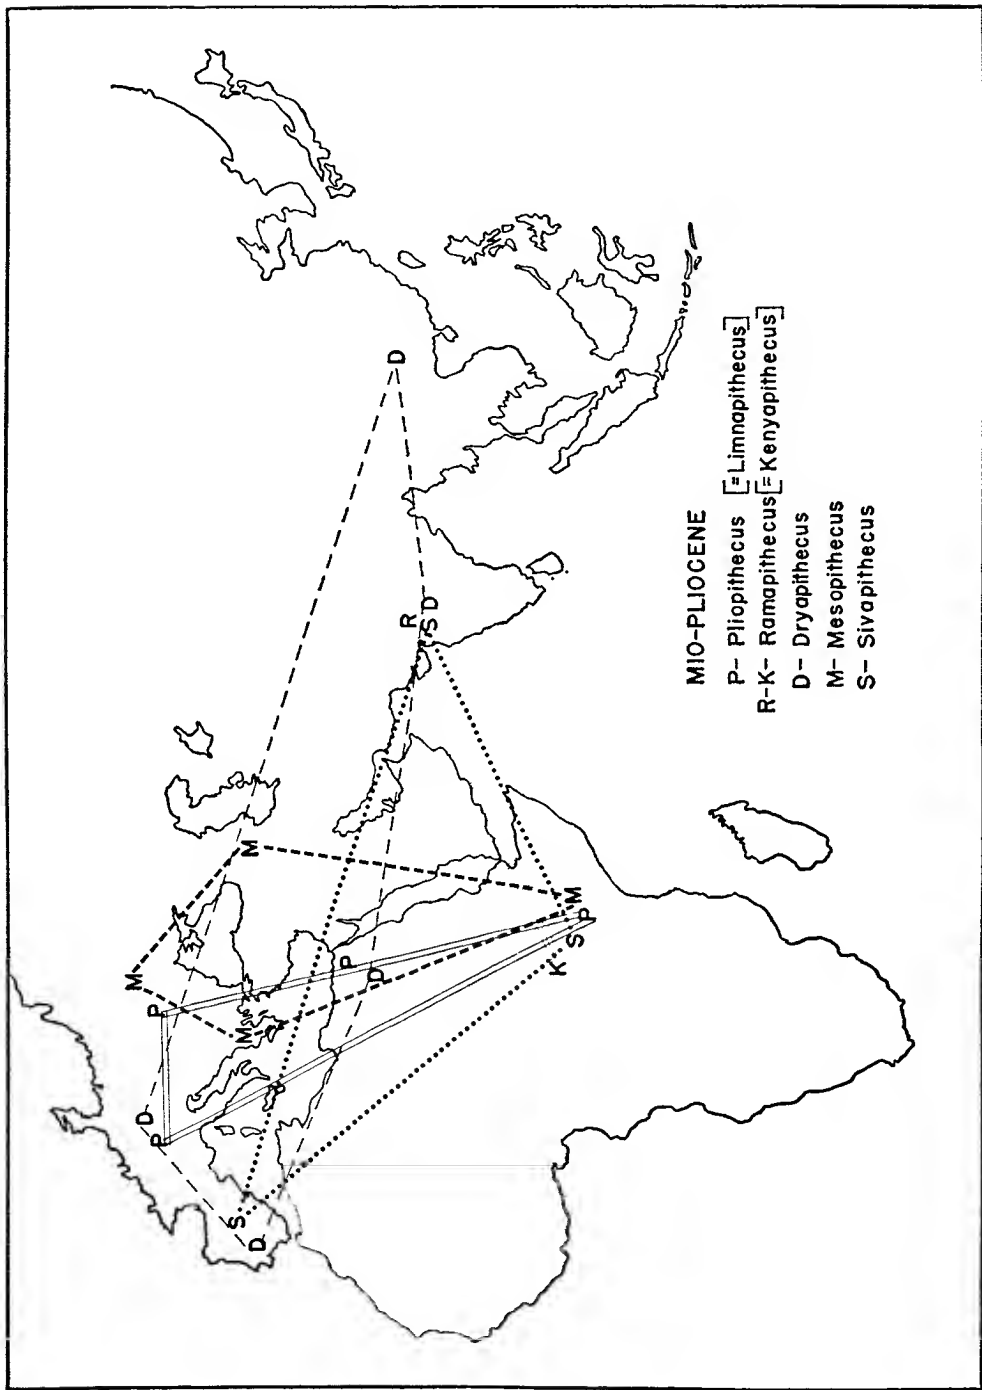 M
D
P
P
S
M
M
D
P
D
D
R
S D
K
M
S
P
MIO-PLIOCENE
P- Pliopithecus [=Limnapithecus]
R-K- Ramapithecus[=Kenyapithecus]
D- Dryapithecus
M- Mesopithecus
S- Sivapithecus